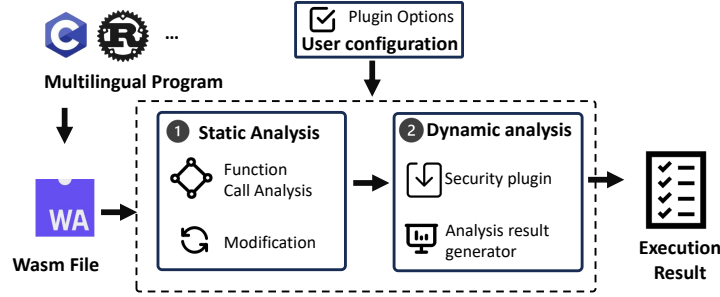 C
R
...
Multilingual Program
Plugin Options
User configuration
WA
Wasm File
1 Static Analysis
Function
Call Analysis
Modification
2 Dynamic analysis
Security plugin
Analysis result
generator
Execution
Result